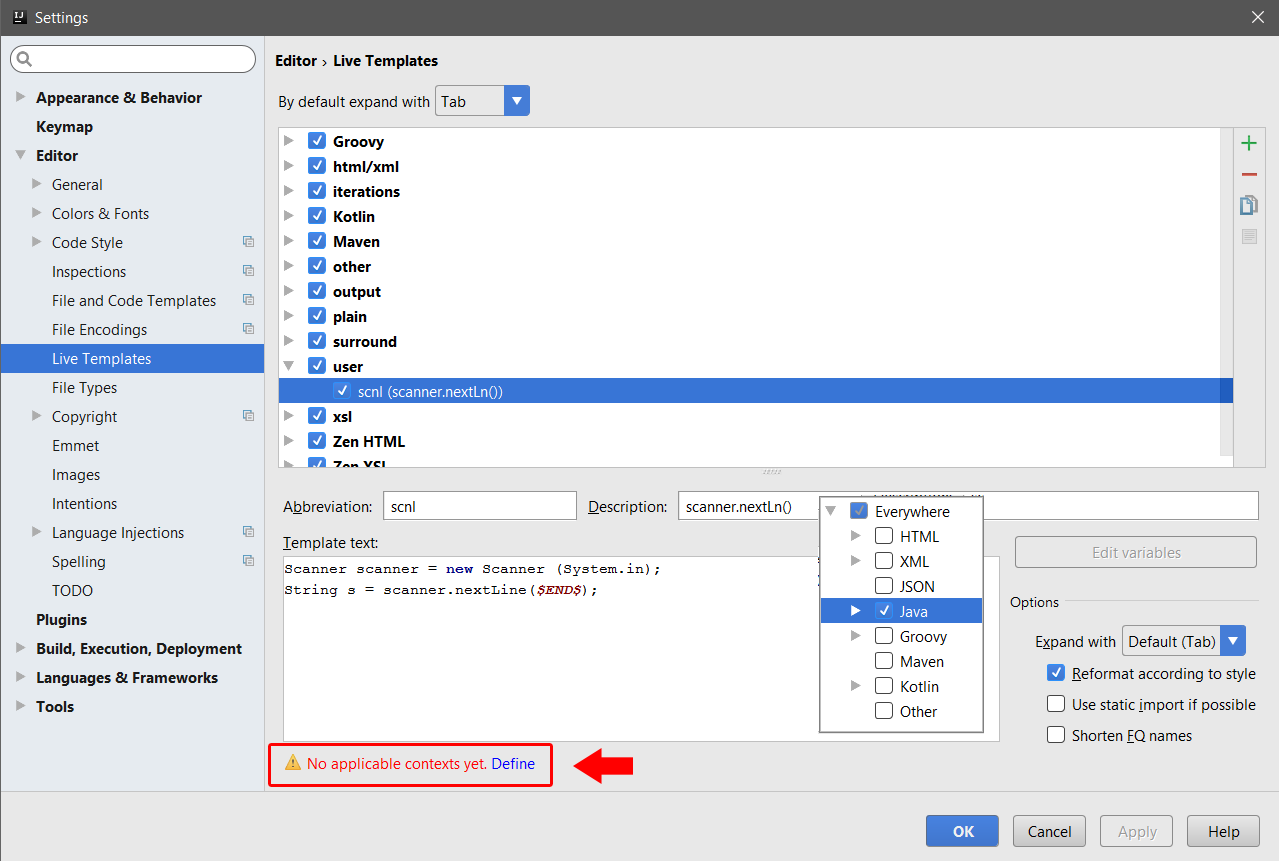 Settings
Appearance & Behavior
Keymap
Editor
General
Colors & Fonts
Code Style
Inspections
File and Code Templates
File Encodings
Live Templates
File Types
Copyright
Emmet
Images
Intentions
Language Injections
Spelling
TODO
Plugins
Build, Execution, Deployment
Languages & Frameworks
Tools
Editor › Live Templates
By default expand with Tab
Groovy
html/xml
iterations
Kotlin
Maven
other
output
plain
surround
user
scnl (scanner.nextLn())
xsl
Zen HTML
Zen XSL
Abbreviation: scnl Description: scanner.nextLn()
Template text:
Scanner scanner = new Scanner (System.in);
String s = scanner.nextLine($END$);
Everywhere
HTML
XML
JSON
Java
Groovy
Maven
Kotlin
Other
Edit variables
Options
Expand with Default (Tab)
Reformat according to style
Use static import if possible
Shorten FQ names
No applicable contexts yet. Define
OK Cancel Apply Help